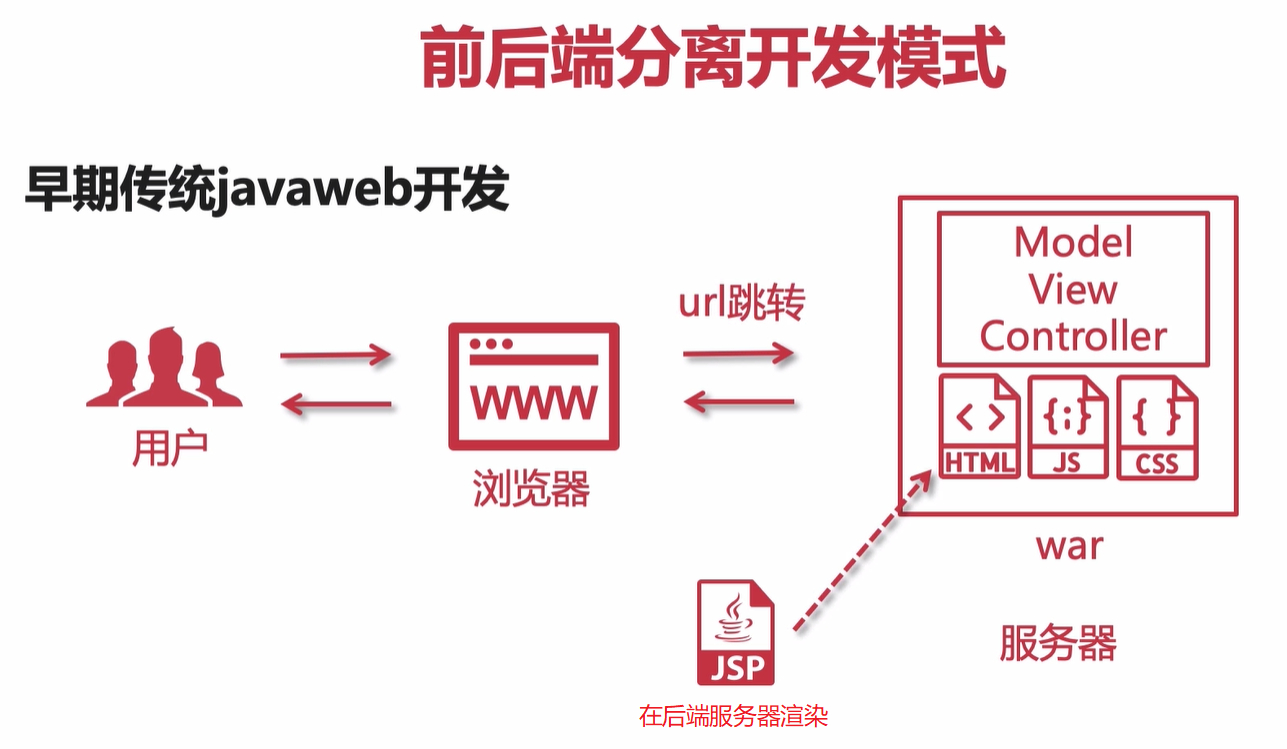 前后端分离开发模式
早期传统javaweb开发
用户
www
浏览器
url跳转
Model
View
Controller
< >
HTML
{;}
JS
{ }
CSS
war
服务器
JSP
在后端服务器渲染